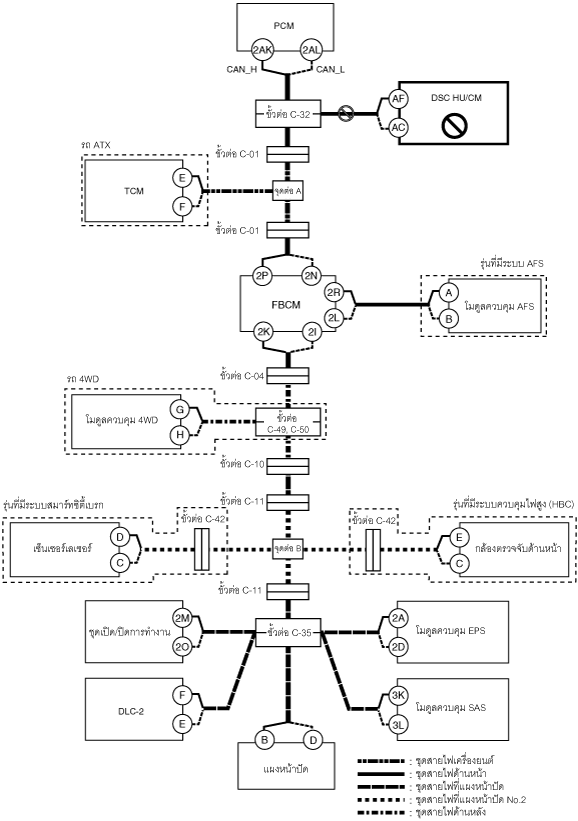 PCM
2AK 2AL
CAN_H CAN_L
ขั้วต่อ C-32
AF
AC
DSC HU/CM
ขั้วต่อ C-01
รถ ATX
TCM
E
F
จุดต่อ A
ขั้วต่อ C-01
2P 2N
FBCM
2R
2L
2K 2I
รุ่นที่มีระบบ AFS
A
B
โมดูลควบคุม AFS
ขั้วต่อ C-04
รถ 4WD
โมดูลควบคุม 4WD
G
H
ขั้วต่อ
C-49, C-50
ขั้วต่อ C-10
ขั้วต่อ C-11
รุ่นที่มีระบบสมาร์ทซิตี้เบรก
เซ็นเซอร์เลเซอร์
D
C
ขั้วต่อ C-42
จุดต่อ B
ขั้วต่อ C-42
รุ่นที่มีระบบควบคุมไฟสูง (HBC)
E
C
กล้องตรวจจับด้านหน้า
ขั้วต่อ C-11
ชุดเปิด/ปิดการทำงาน
2M
2O
ขั้วต่อ C-35
2A
2D
โมดูลควบคุม EPS
DLC-2
F
E
3K
3L
โมดูลควบคุม SAS
B D
แผงหน้าปัด
: ชุดสายไฟเครื่องยนต์
: ชุดสายไฟด้านหน้า
: ชุดสายไฟที่แผงหน้าปัด
: ชุดสายไฟที่แผงหน้าปัด No.2
: ชุดสายไฟด้านหลัง